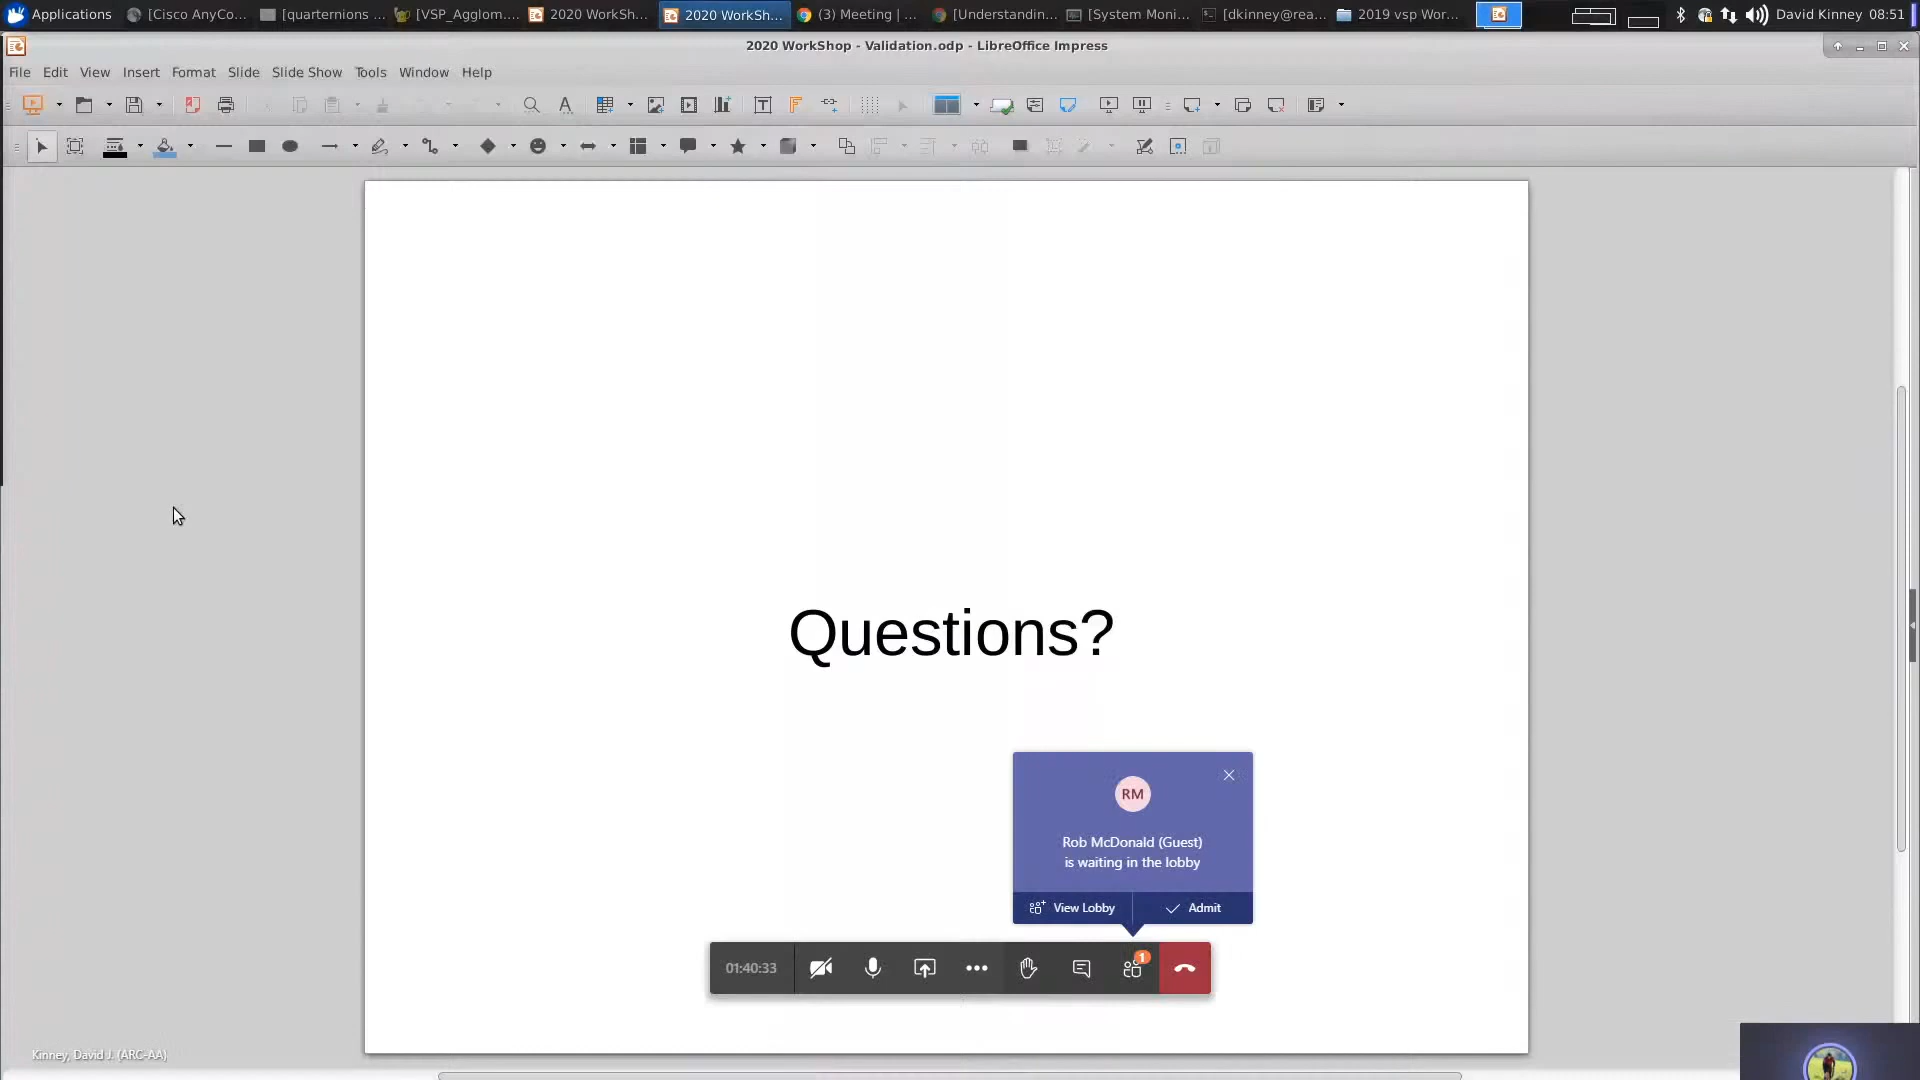 Applications [Cisco AnyCo... [quarternions ... [VSP_Agglom.... 2020 WorkSh... 2020 WorkSh... (3) Meeting | ... [Understandin... [System Moni... [dkinney@rea... 2019 vsp Wor... David Kinney 08:51
2020 WorkShop - Validation.odp - LibreOffice Impress
File Edit View Insert Format Slide Slide Show Tools Window Help
Questions?
RM
Rob McDonald (Guest)
is waiting in the lobby
View Lobby Admit
01:40:33 1
Kinney, David J. (ARC-AA)